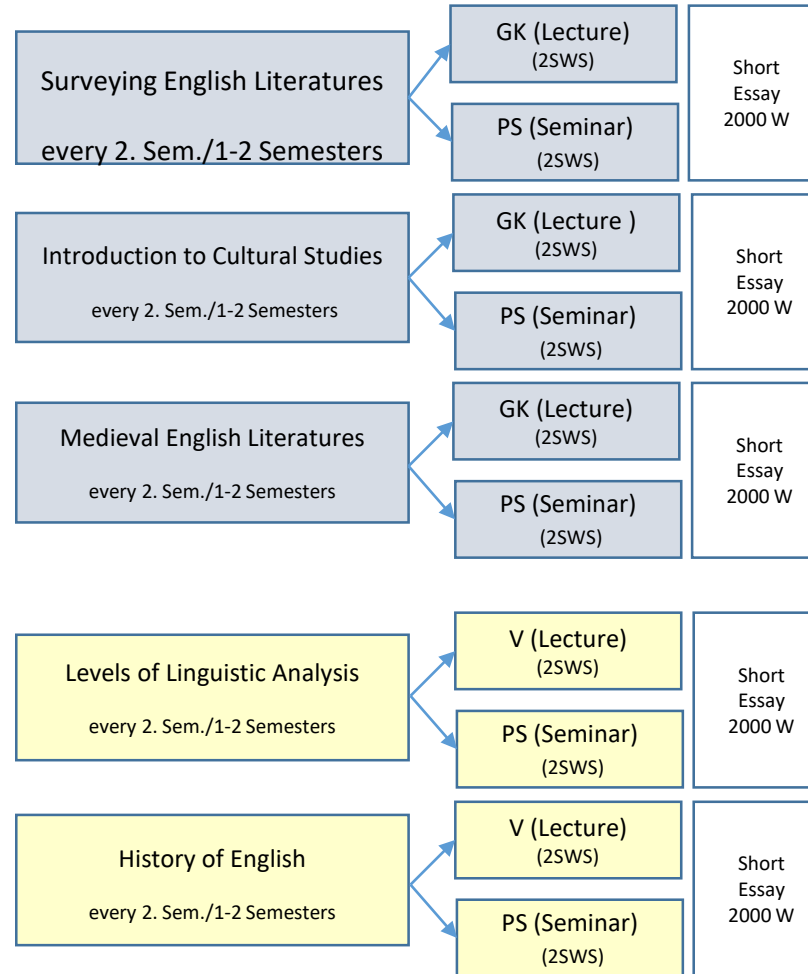 Surveying English Literatures
every 2. Sem./1-2 Semesters
GK (Lecture)
(2SWS)
PS (Seminar)
(2SWS)
Short
Essay
2000 W
Introduction to Cultural Studies
every 2. Sem./1-2 Semesters
GK (Lecture )
(2SWS)
PS (Seminar)
(2SWS)
Short
Essay
2000 W
Medieval English Literatures
every 2. Sem./1-2 Semesters
GK (Lecture)
(2SWS)
PS (Seminar)
(2SWS)
Short
Essay
2000 W
Levels of Linguistic Analysis
every 2. Sem./1-2 Semesters
V (Lecture)
(2SWS)
PS (Seminar)
(2SWS)
Short
Essay
2000 W
History of English
every 2. Sem./1-2 Semesters
V (Lecture)
(2SWS)
PS (Seminar)
(2SWS)
Short
Essay
2000 W